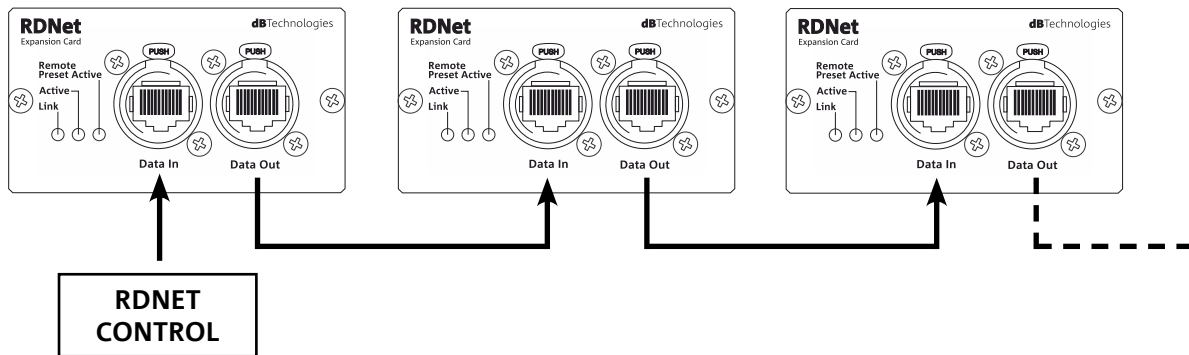 RDNet
dBTechnologies
Expansion Card
PUSH
PUSH
Remote
Preset Active
Active
Link
Data In
Data Out
RDNet
dBTechnologies
Expansion Card
PUSH
PUSH
Remote
Preset Active
Active
Link
Data In
Data Out
RDNet
dBTechnologies
Expansion Card
PUSH
PUSH
Remote
Preset Active
Active
Link
Data In
Data Out
RDNET
CONTROL